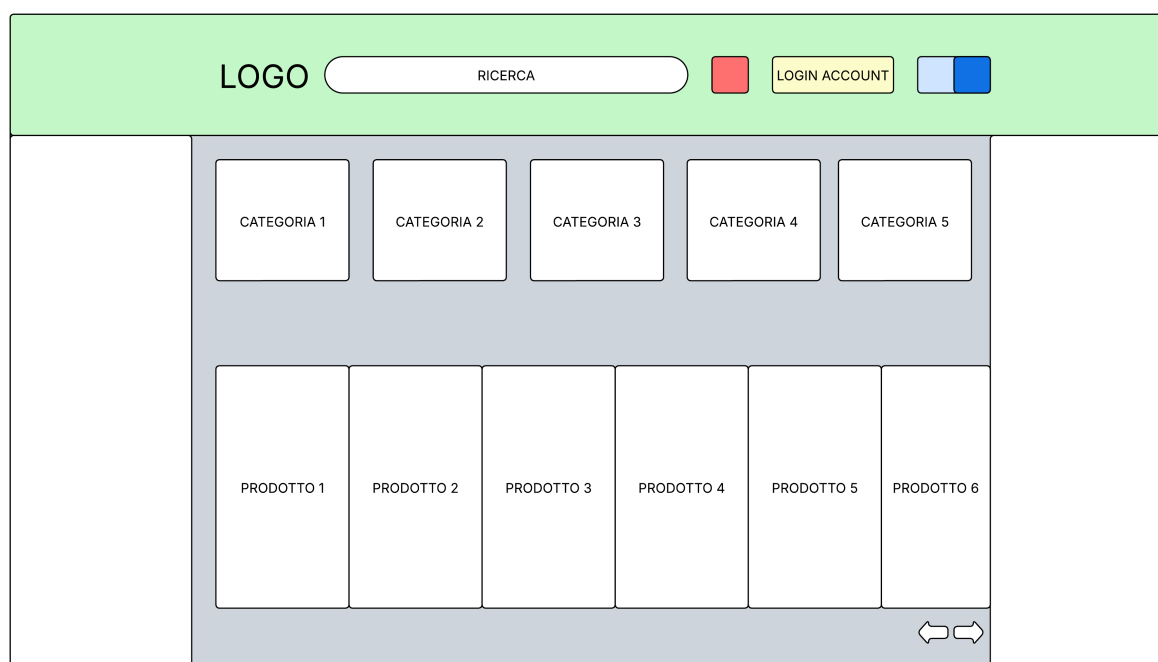 LOGO
RICERCA
LOGIN ACCOUNT
CATEGORIA 1
CATEGORIA 2
CATEGORIA 3
CATEGORIA 4
CATEGORIA 5
PRODOTTO 1
PRODOTTO 2
PRODOTTO 3
PRODOTTO 4
PRODOTTO 5
PRODOTTO 6